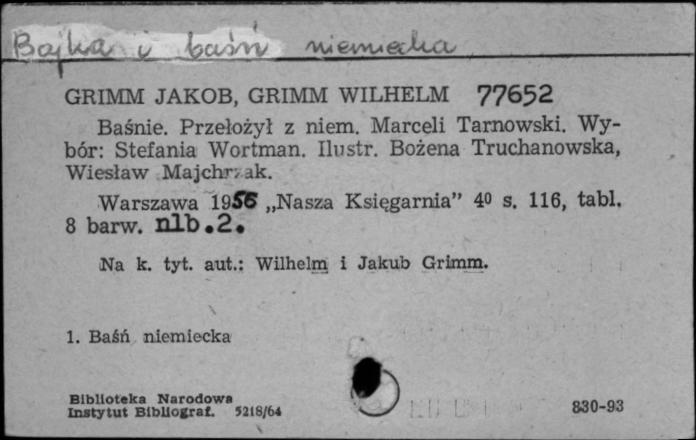 Bajka i baśń niemiecka
GRIMM JAKOB, GRIMM WILHELM 77652
Baśnie. Przełożył z niem. Marceli Tarnowski. Wy-
bór: Stefania Wortman. Ilustr. Bożena Truchanowska,
Wiesław Majchrzak.
Warszawa 1956 „Nasza Księgarnia” 4⁰ s. 116, tabl.
8 barw. nlb.2.
Na k. tyt. aut.: Wilhelm i Jakub Grimm.
1. Baśń niemiecka
Biblioteka Narodowa
Instytut Bibliograf. 5218/64
830-93